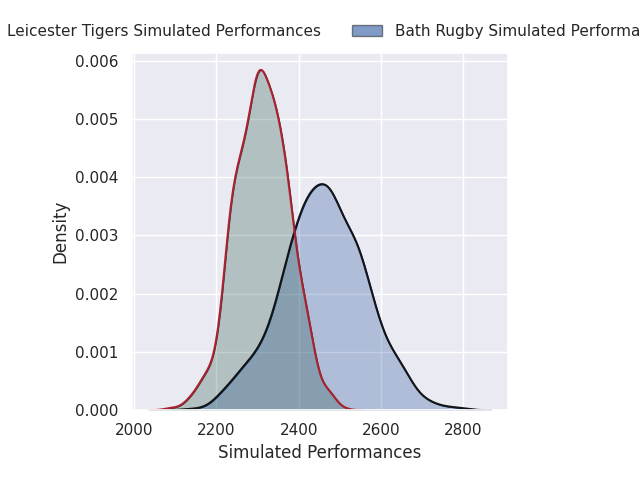 Leicester Tigers Simulated Performances Bath Rugby Simulated Performa
0.006
0.005
0.004
0.003
0.002
0.001
0.000
Density
2000 2200 2400 2600 2800
Simulated Performances